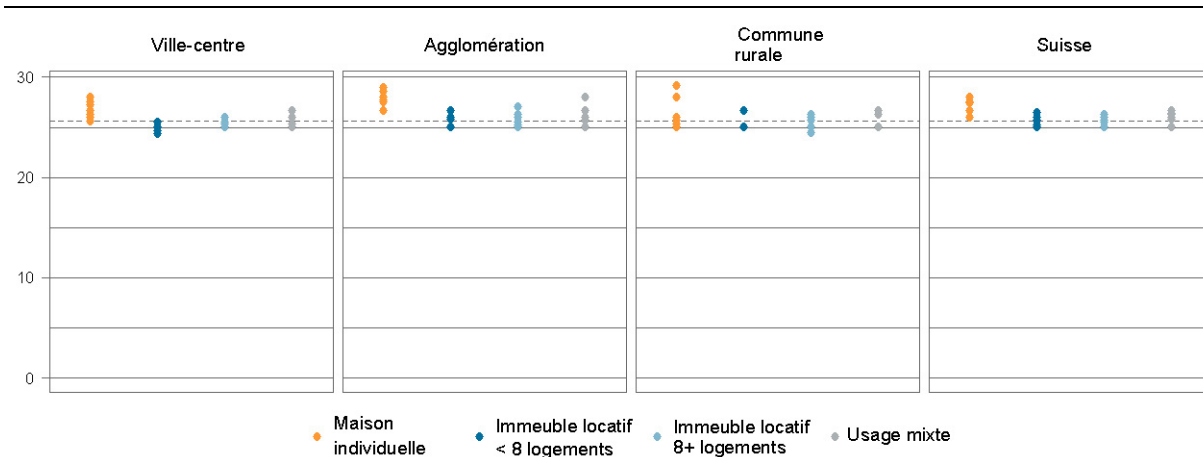 Ville-centre
Agglomération
Commune
rurale
Suisse
30
20
10
0
Maison
individuelle
Immeuble locatif
< 8 logements
Immeuble locatif
8+ logements
Usage mixte